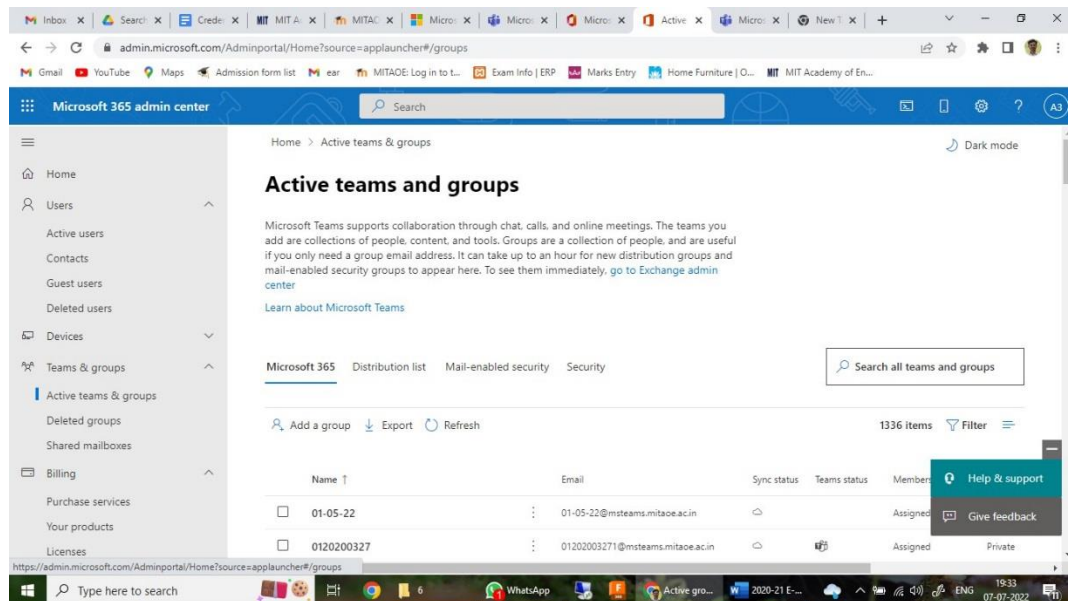 Inbox
Search
Crede
MIT A
MITAC
Micro
Micro
Micro
Active
Micro
New T
admin.microsoft.com/Adminportal/Home?source=applauncher#/groups
Gmail YouTube Maps Admission form list ear MITAOE: Log in to t... Exam Info | ERP Marks Entry Home Furniture | O... MIT Academy of En...
Microsoft 365 admin center
Search
A3
Home > Active teams & groups
Dark mode
Home
Users
Active users
Contacts
Guest users
Deleted users
Devices
Teams & groups
Active teams & groups
Deleted groups
Shared mailboxes
Billing
Purchase services
Your products
Licenses
Active teams and groups
Microsoft Teams supports collaboration through chat, calls, and online meetings. The teams you
add are collections of people, content, and tools. Groups are a collection of people, and are useful
if you only need a group email address. It can take up to an hour for new distribution groups and
mail-enabled security groups to appear here. To see them immediately, go to Exchange admin
center
Learn about Microsoft Teams
Microsoft 365 Distribution list Mail-enabled security Security
Search all teams and groups
Add a group Export Refresh
1336 items Filter
Name ↑ Email Sync status Teams status Members
01-05-22 01-05-22@msteams.mitaoe.ac.in Assigned
0120200327 01202003271@msteams.mitaoe.ac.in Assigned Private
Help & support
Give feedback
https://admin.microsoft.com/Adminportal/Home?source=applauncher#/groups
Type here to search
6
WhatsApp
Active gro...
2020-21 E-...
ENG
19:33
07-07-2022